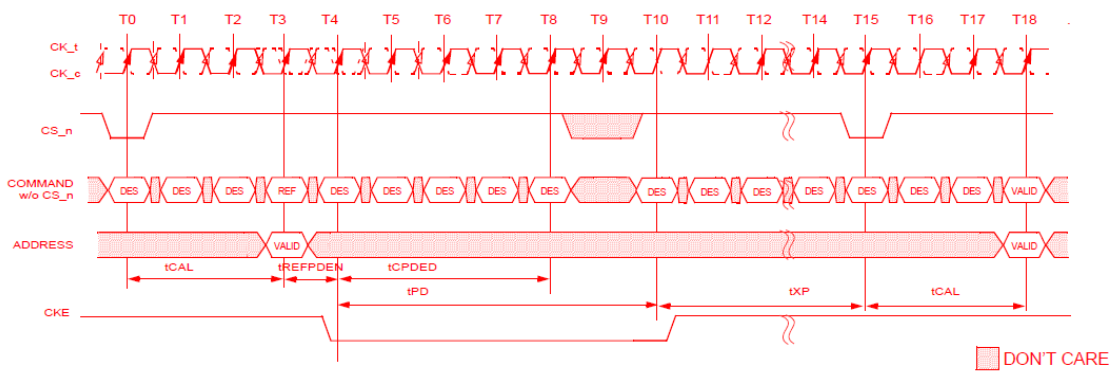 T0 T1 T2 T3 T4 T5 T6 T7 T8 T9 T10 T11 T12 T14 T15 T16 T17 T18
CK_t
CK_c
CS_n
COMMAND
w/o CS_n
DES DES DES REF DES DES DES DES DES DES DES DES DES DES DES DES VALID
ADDRESS
VALID VALID
tCAL tREFPDEN tCPDED
tPD tXP tCAL
CKE
DON'T CARE